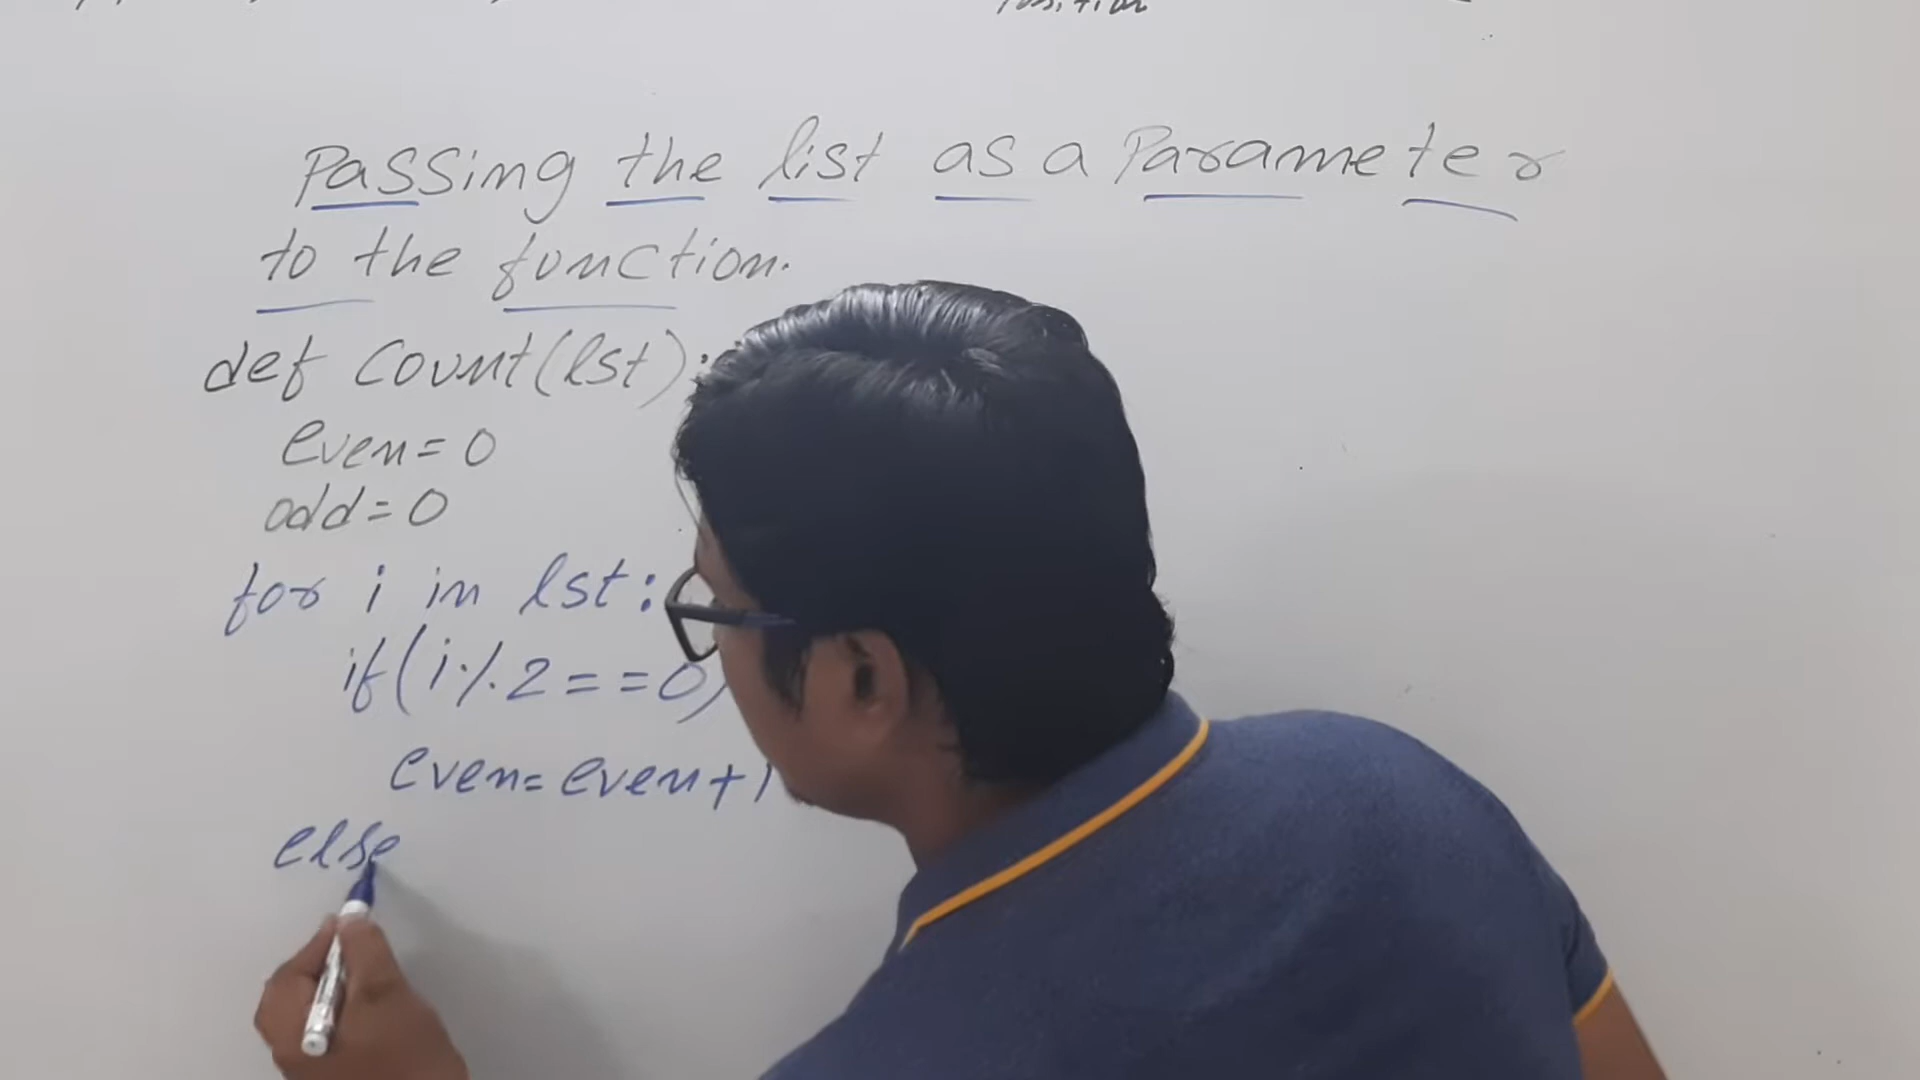 position
Passing the list as a Parameter
to the function.
def Count(lst):
even=0
odd=0
for i in lst:
if(i%2==0)
even=even+1
else